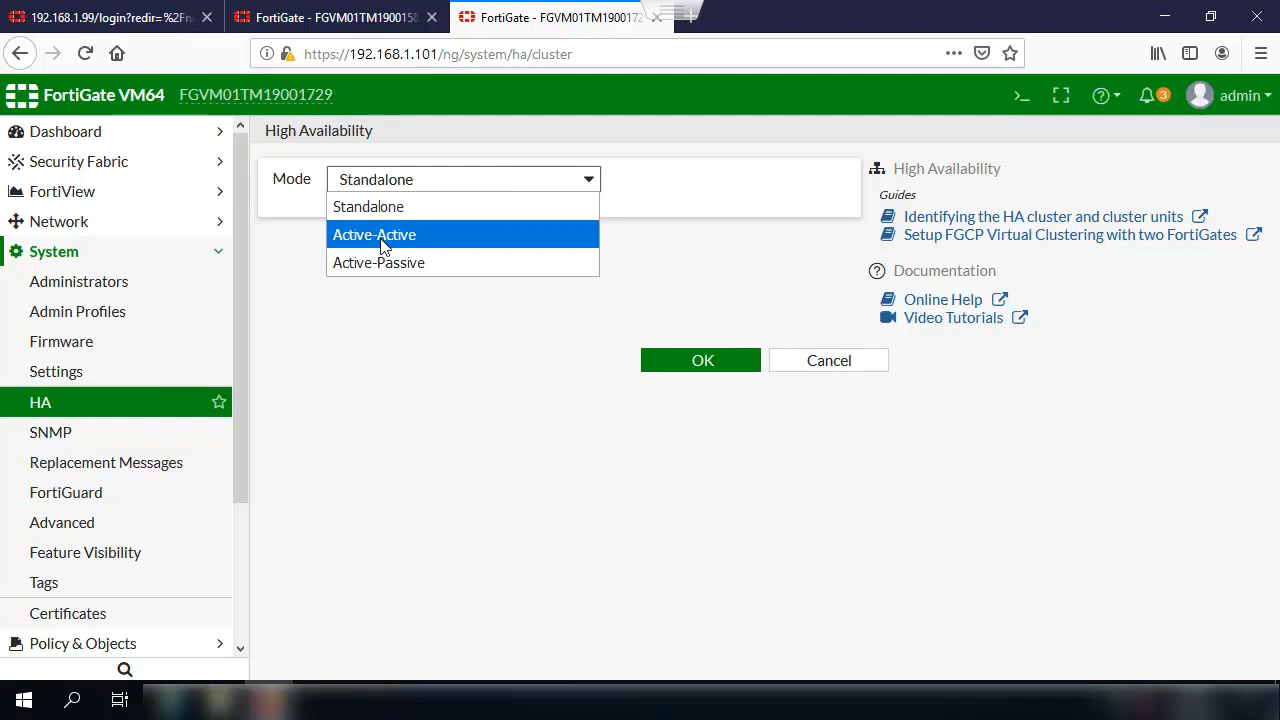 192.168.1.99/login?redir=%2Fn
FortiGate - FGVM01TM1900158
FortiGate - FGVM01TM1900172
https://192.168.1.101/ng/system/ha/cluster
FortiGate VM64 FGVM01TM19001729
3
admin
Dashboard
Security Fabric
FortiView
Network
System
Administrators
Admin Profiles
Firmware
Settings
HA
SNMP
Replacement Messages
FortiGuard
Advanced
Feature Visibility
Tags
Certificates
Policy & Objects
High Availability
Mode Standalone
Standalone
Active-Active
Active-Passive
OK Cancel
High Availability
Guides
Identifying the HA cluster and cluster units
Setup FGCP Virtual Clustering with two FortiGates
Documentation
Online Help
Video Tutorials